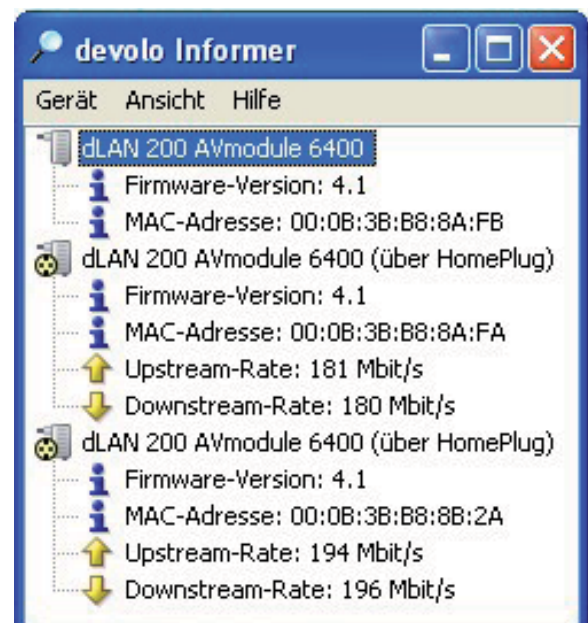 devolo Informer
Gerät Ansicht Hilfe
dLAN 200 AVmodule 6400
Firmware-Version: 4.1
MAC-Adresse: 00:0B:3B:B8:8A:FB
dLAN 200 AVmodule 6400 (über HomePlug)
Firmware-Version: 4.1
MAC-Adresse: 00:0B:3B:B8:8A:FA
Upstream-Rate: 181 Mbit/s
Downstream-Rate: 180 Mbit/s
dLAN 200 AVmodule 6400 (über HomePlug)
Firmware-Version: 4.1
MAC-Adresse: 00:0B:3B:B8:8B:2A
Upstream-Rate: 194 Mbit/s
Downstream-Rate: 196 Mbit/s